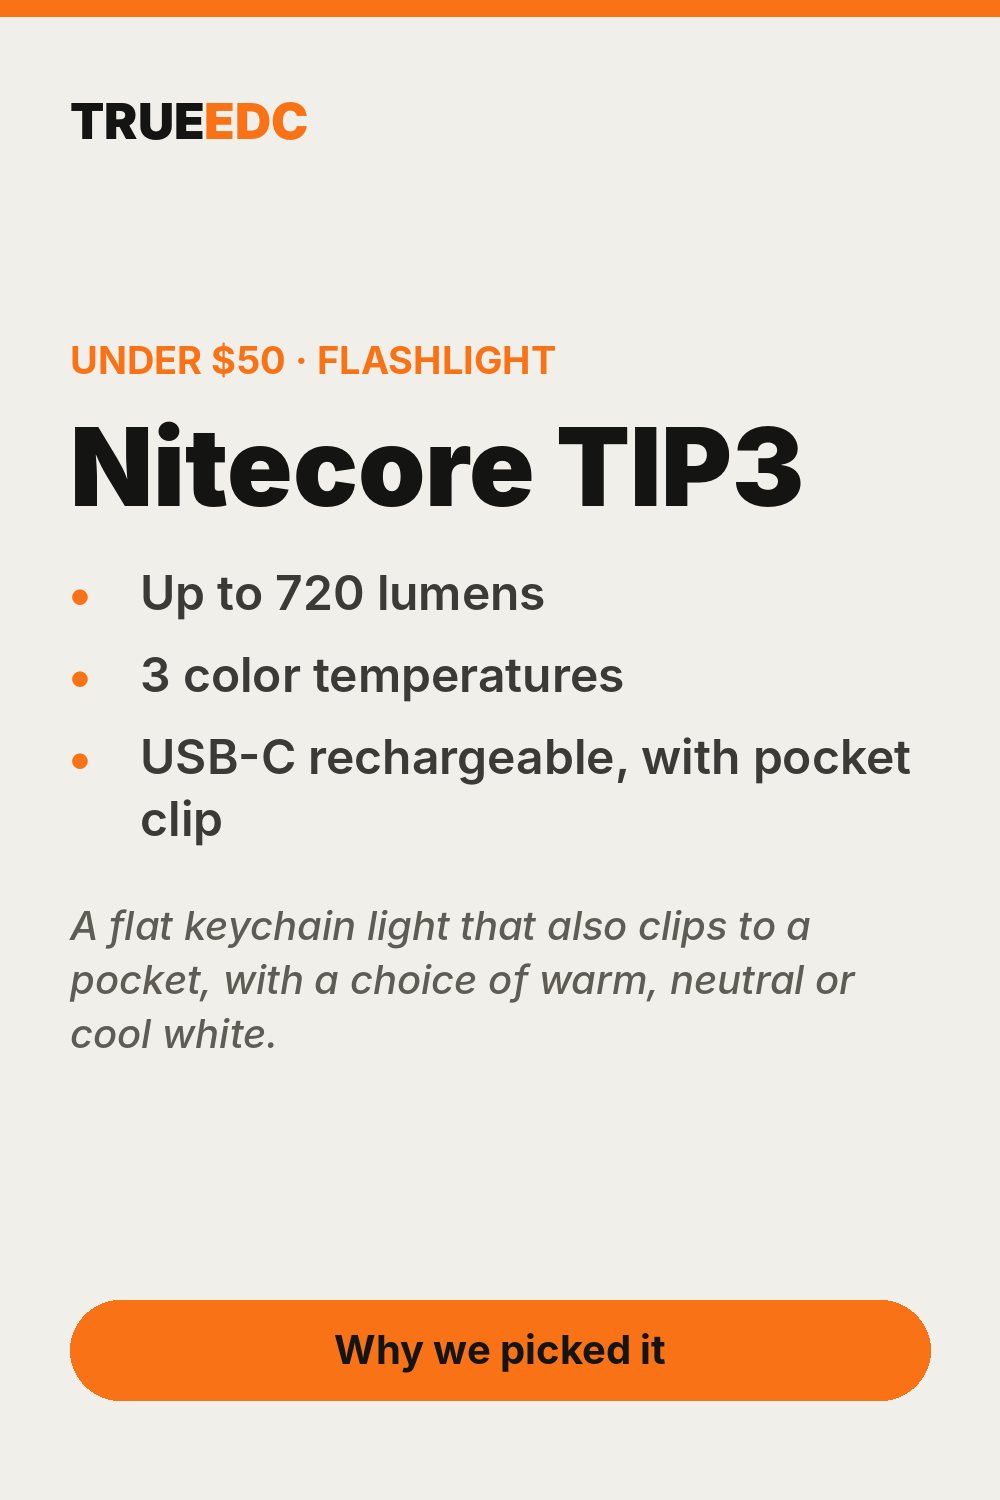 TRUEEDC
UNDER $50 · FLASHLIGHT
Nitecore TIP3
• Up to 720 lumens
• 3 color temperatures
• USB-C rechargeable, with pocket
clip
A flat keychain light that also clips to a
pocket, with a choice of warm, neutral or
cool white.
Why we picked it